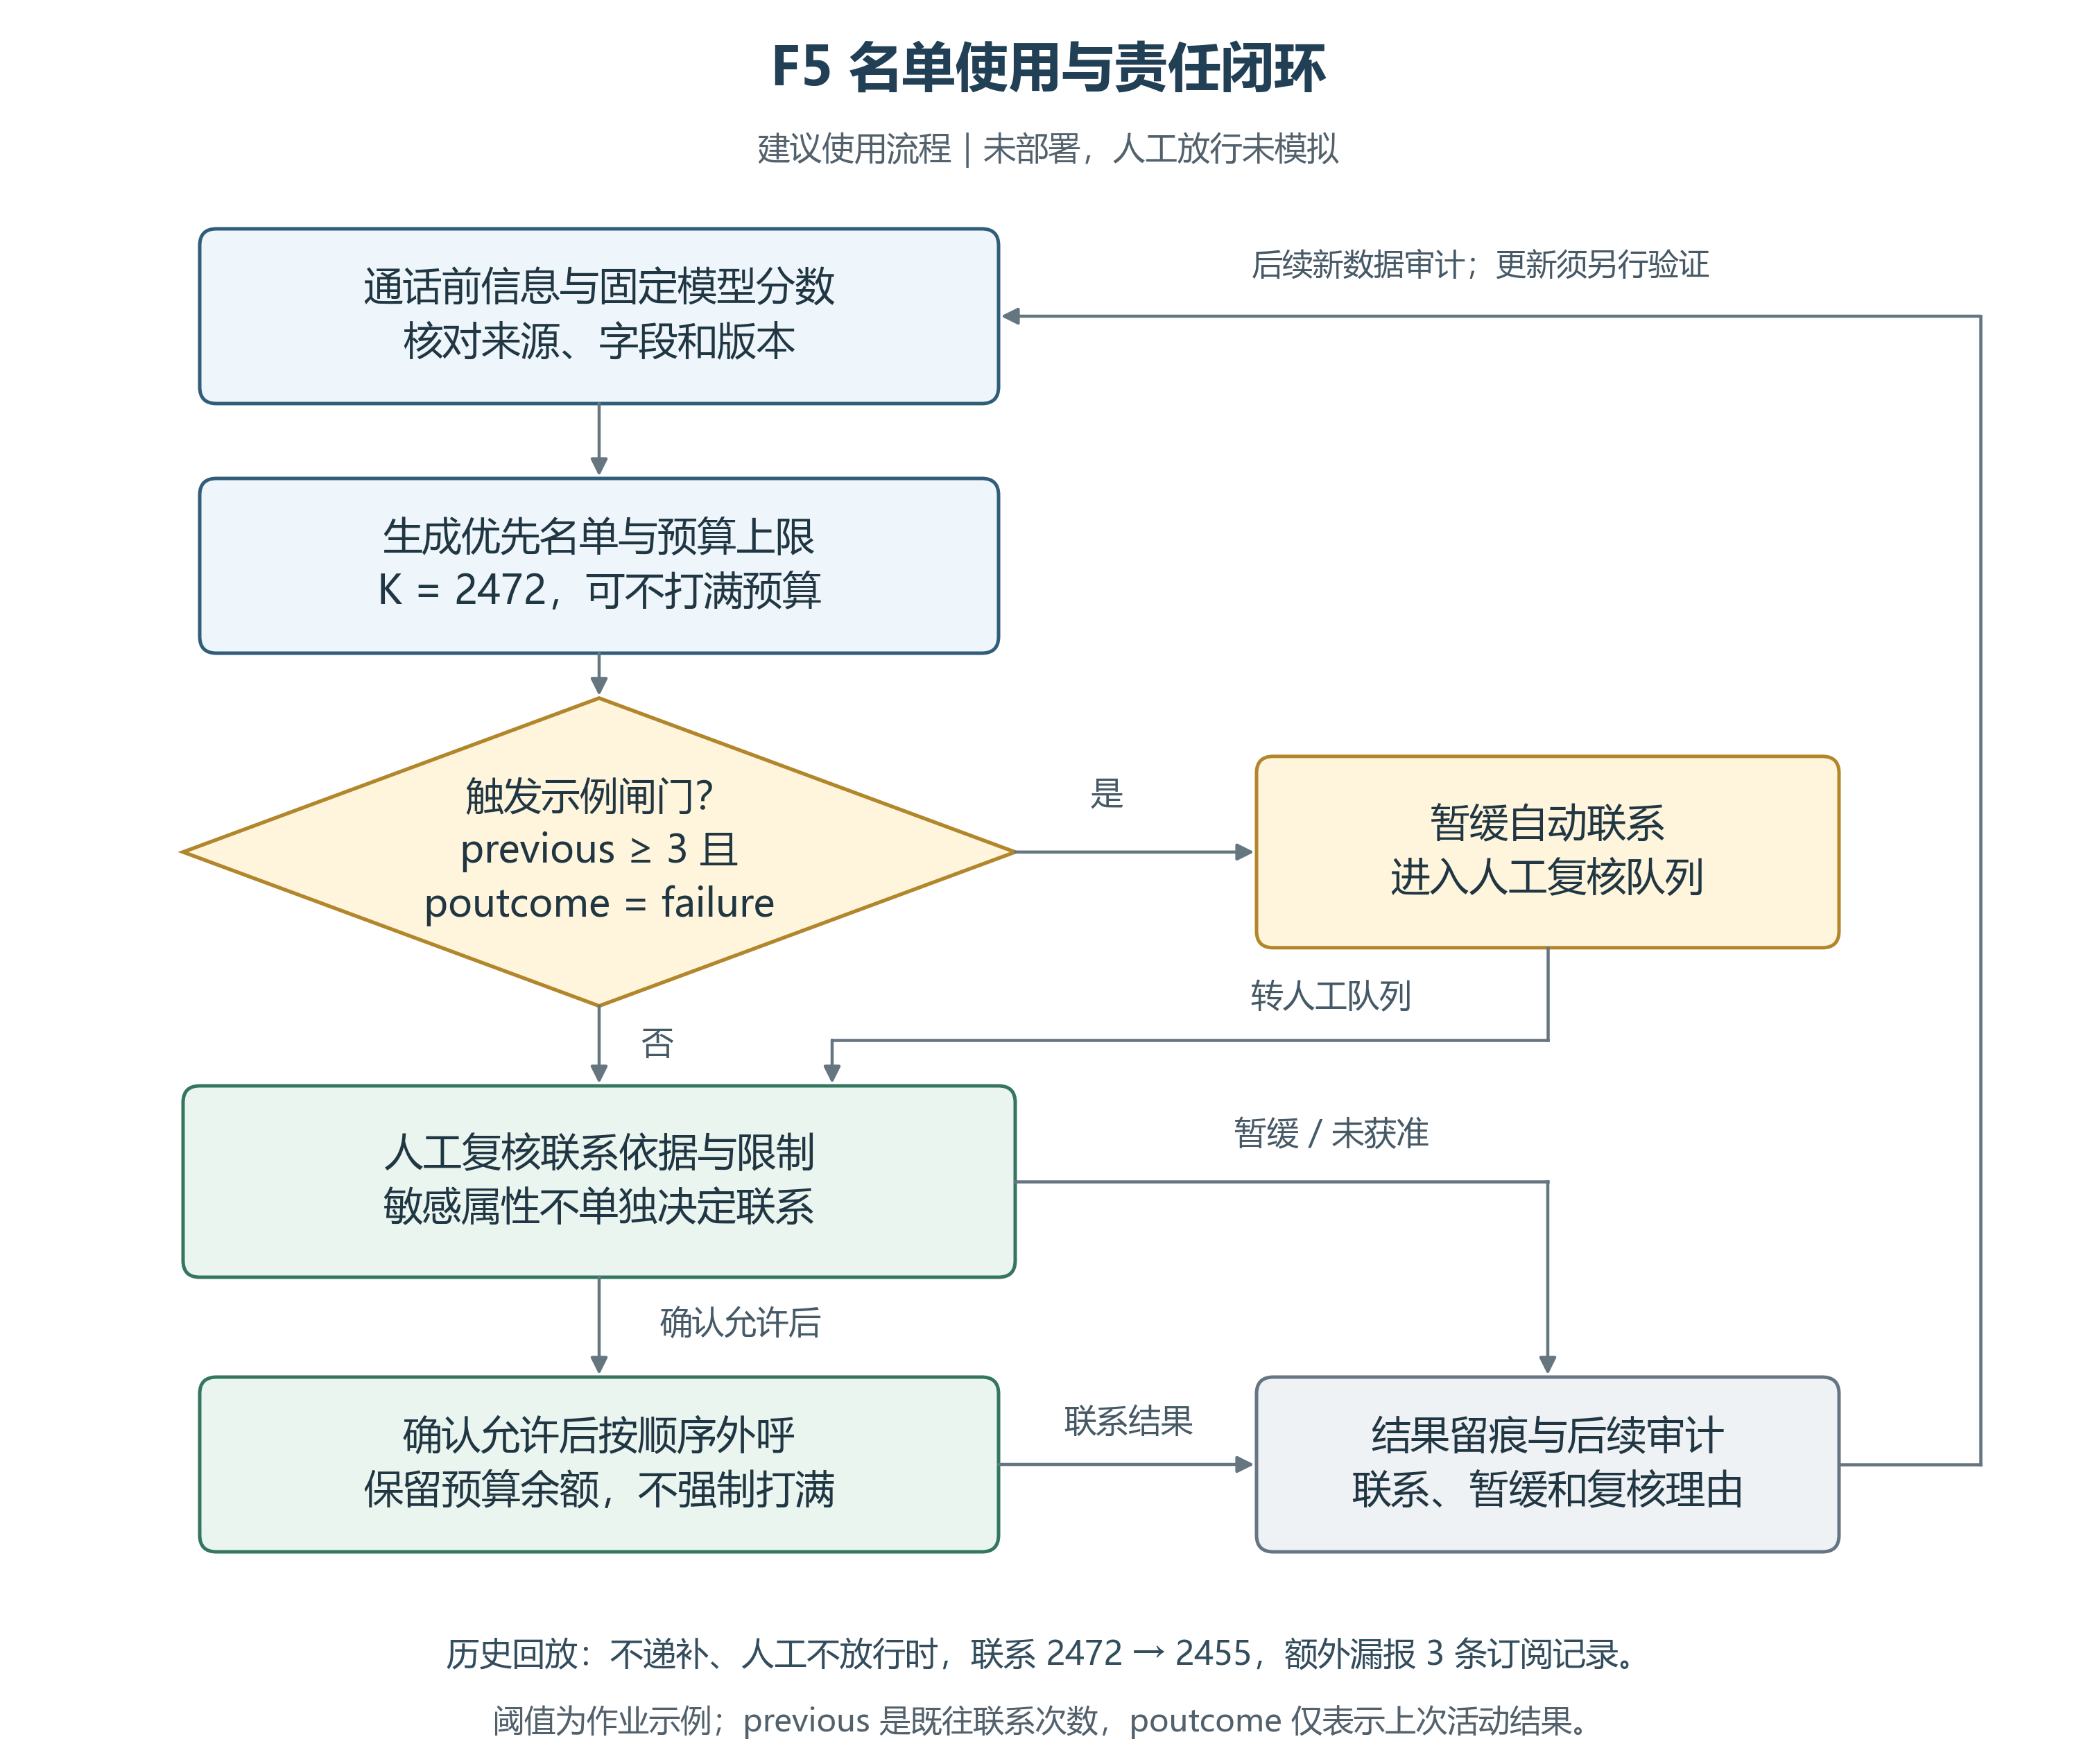 F5 名单使用与责任闭环
建议使用流程 | 未部署，人工放行未模拟
通话前信息与固定模型分数
核对来源、字段和版本
后续新数据审计；更新须另行验证
生成优先名单与预算上限
K = 2472，可不打满预算
触发示例闸门？
previous ≥ 3 且
poutcome = failure
是
暂缓自动联系
进入人工复核队列
转人工队列
否
人工复核联系依据与限制
敏感属性不单独决定联系
暂缓 / 未获准
确认允许后
确认允许后按顺序外呼
保留预算余额，不强制打满
联系结果
结果留痕与后续审计
联系、暂缓和复核理由
历史回放：不递补、人工不放行时，联系 2472 → 2455，额外漏报 3 条订阅记录。
阈值为作业示例；previous 是既往联系次数，poutcome 仅表示上次活动结果。